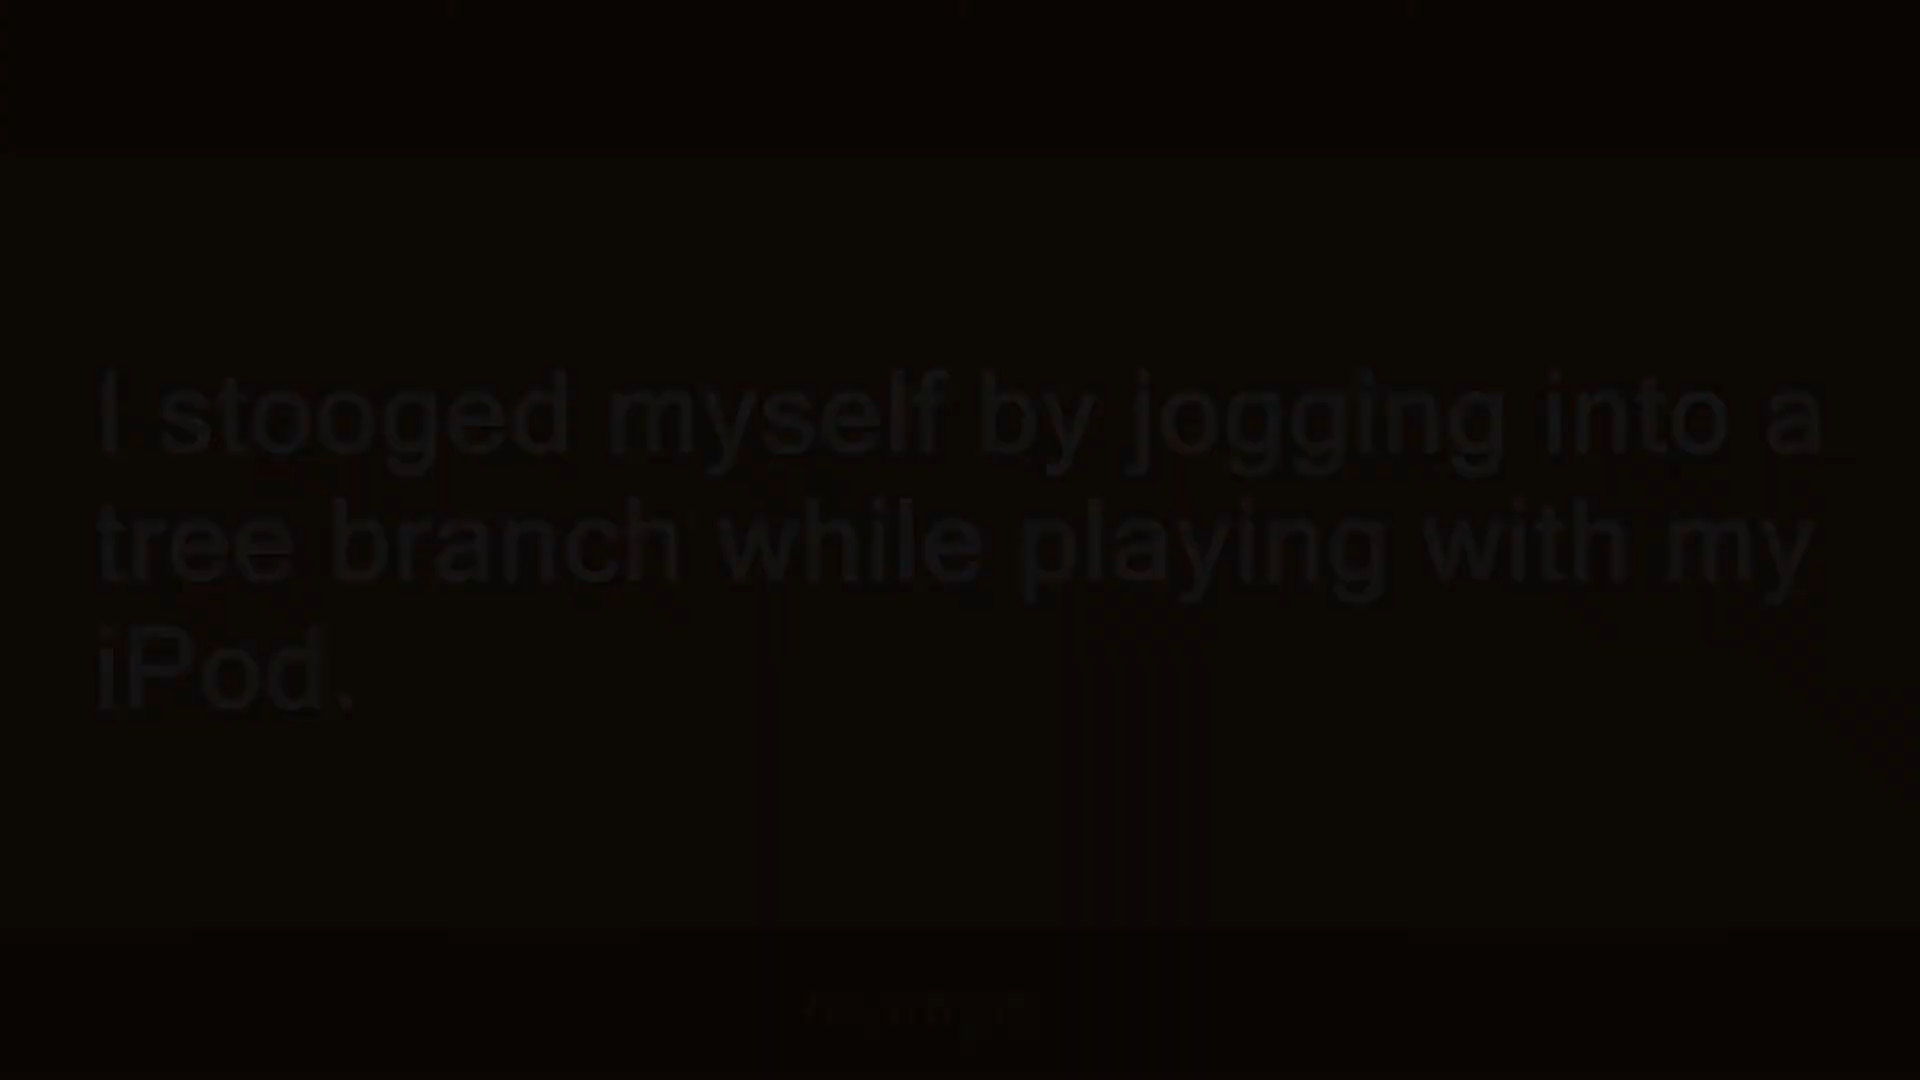 I stooged myself by jogging into a
tree branch while playing with my
iPod.